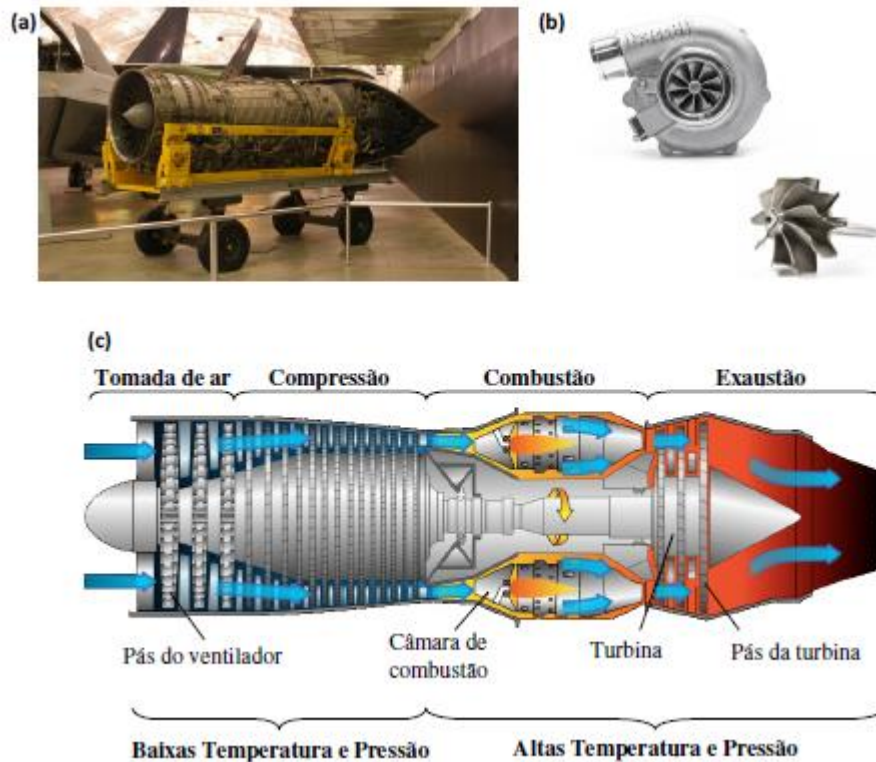 (a)
(b)
(c)
Tomada de ar
Compressão
Combustão
Exaustão
Pás do ventilador
Câmara de
combustão
Turbina
Pás da turbina
Baixas Temperatura e Pressão
Altas Temperatura e Pressão